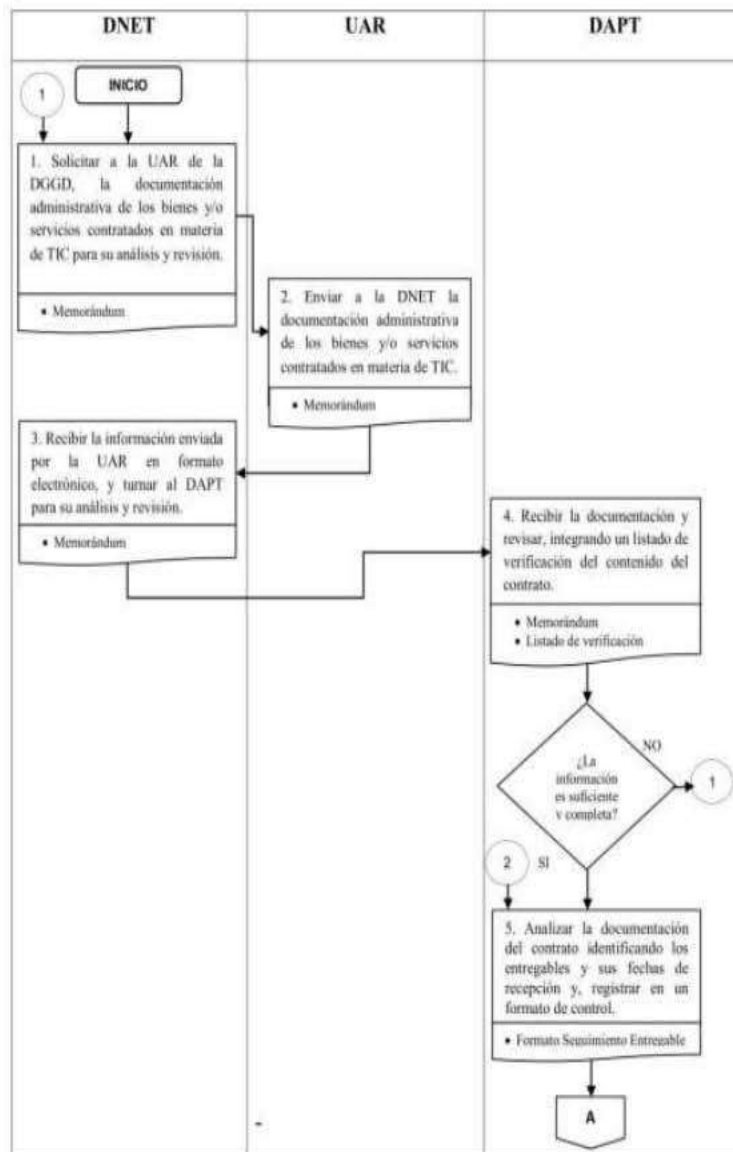 DNET
UAR
DAPT
1
INICIO
1. Solicitar a la UAR de la
DGGD, la documentación
administrativa de los bienes y/o
servicios contratados en materia
de TIC para su análisis y revisión.
• Memorándum
2. Enviar a la DNET la
documentación administrativa
de los bienes y/o servicios
contratados en materia de TIC.
• Memorándum
3. Recibir la información enviada
por la UAR en formato
electrónico, y turnar al DAPT
para su análisis y revisión.
• Memorándum
4. Recibir la documentación y
revisar, integrando un listado de
verificación del contenido del
contrato.
• Memorándum
• Listado de verificación
¿La
información
es suficiente
y completa?
NO
1
2
SI
5. Analizar la documentación
del contrato identificando los
entregables y sus fechas de
recepción y, registrar en un
formato de control.
• Formato Seguimiento Entregable
A
-